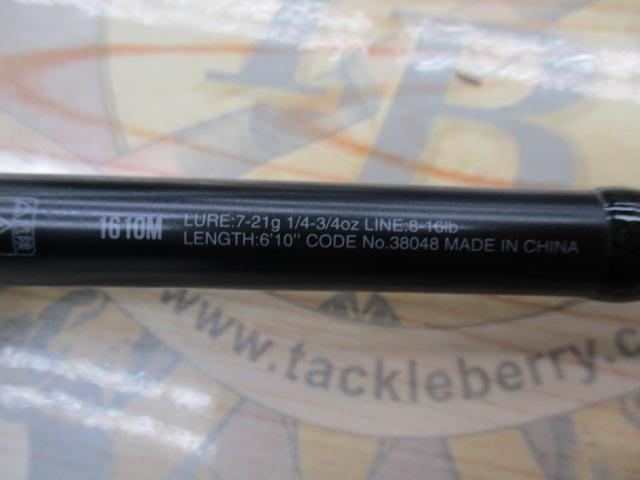 1610M
LURE:7-21g 1/4-3/4oz LINE:8-16lb
LENGTH:6'10" CODE No.38048 MADE IN CHINA
www.tackleberry.co